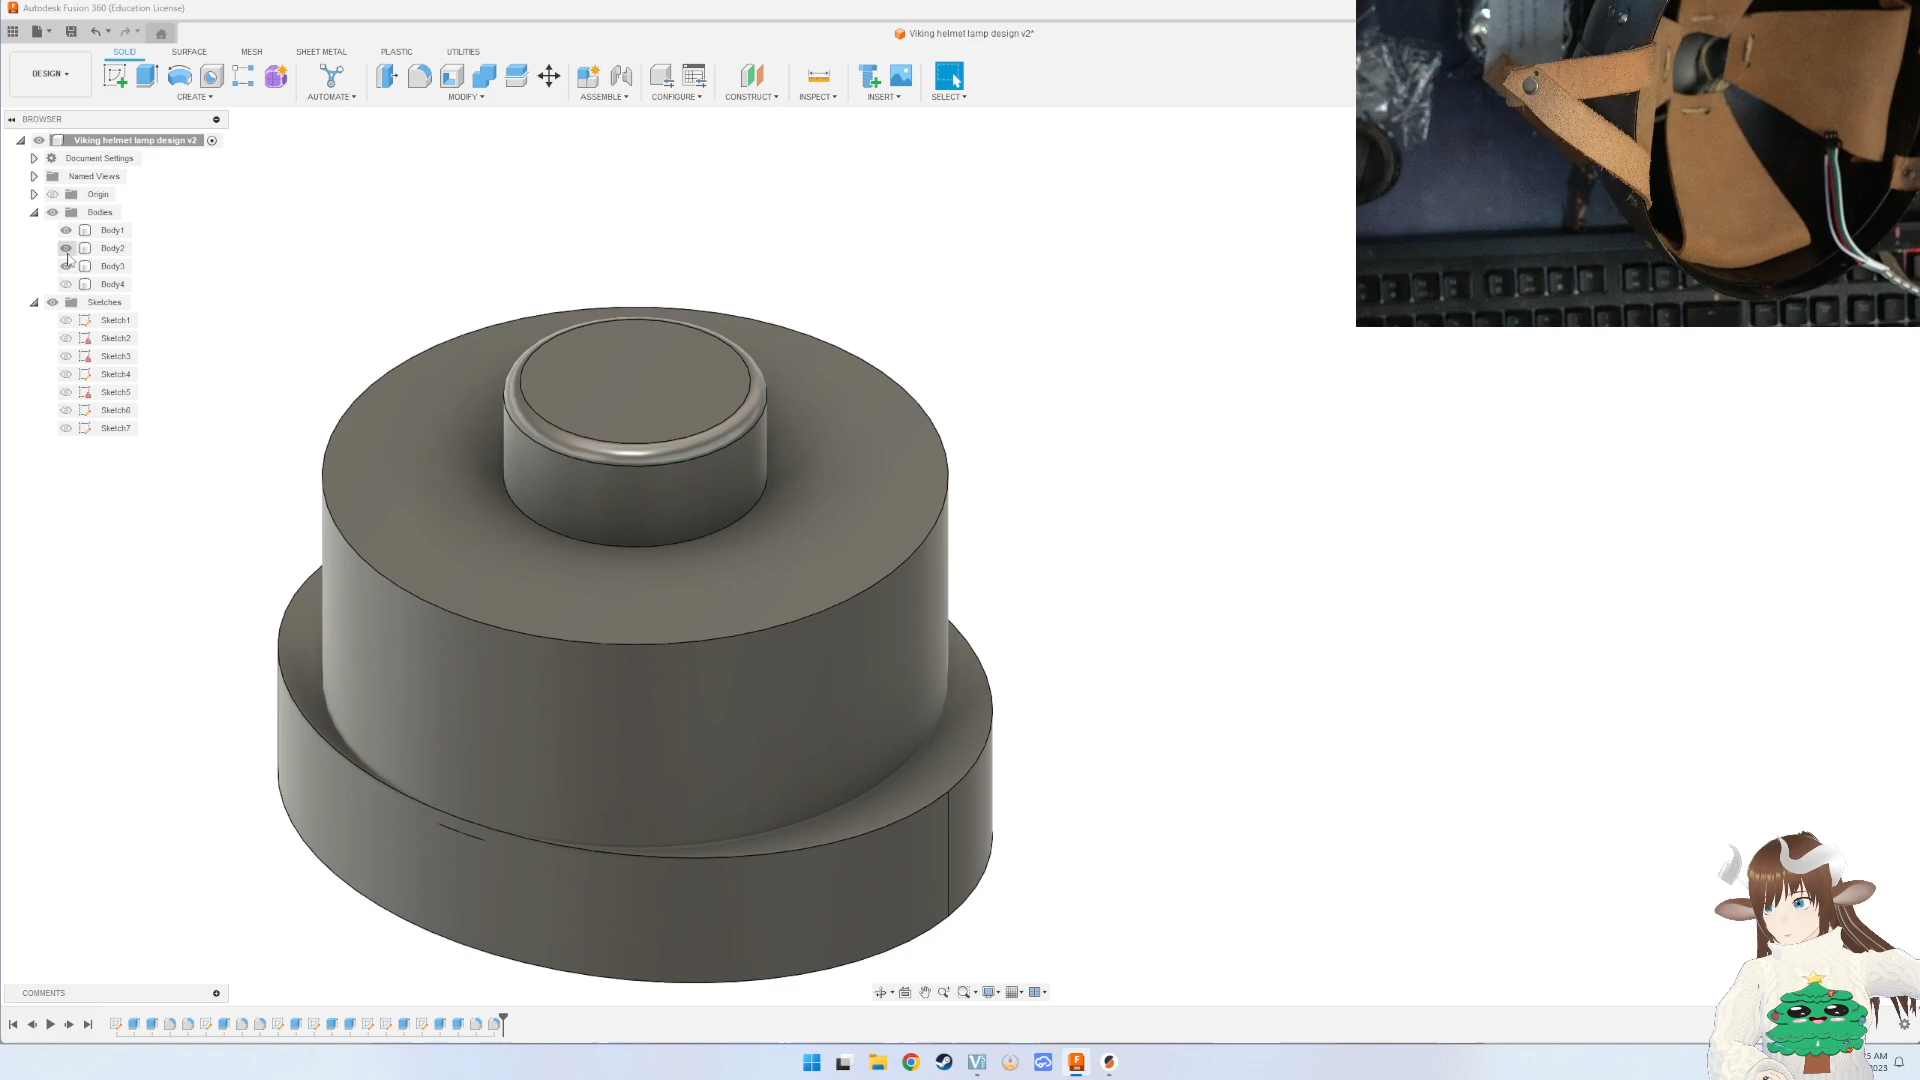 Autodesk Fusion 360 (Education License)
Viking helmet lamp design v2*
DESIGN
SOLID
SURFACE
MESH
SHEET METAL
PLASTIC
UTILITIES
CREATE
AUTOMATE
MODIFY
ASSEMBLE
CONFIGURE
CONSTRUCT
INSPECT
INSERT
SELECT
BROWSER
Viking helmet lamp design v2
Document Settings
Named Views
Origin
Bodies
Body1
Body2
Body3
Body4
Sketches
Sketch1
Sketch2
Sketch3
Sketch4
Sketch5
Sketch6
Sketch7
COMMENTS
AM
2023